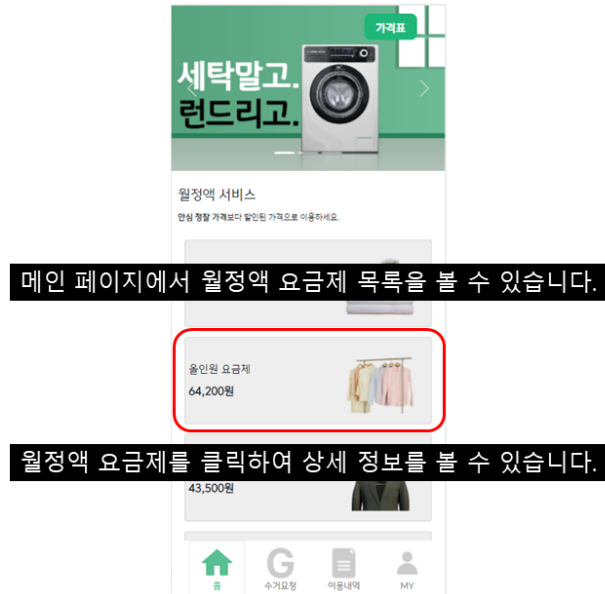 가격표
세탁말고.
런드리고.
월정액 서비스
안심 정찰 가격보다 할인된 가격으로 이용하세요.
메인 페이지에서 월정액 요금제 목록을 볼 수 있습니다.
올인원 요금제
64,200원
월정액 요금제를 클릭하여 상세 정보를 볼 수 있습니다.
43,500원
G
홈
수거요청
이용내역
MY